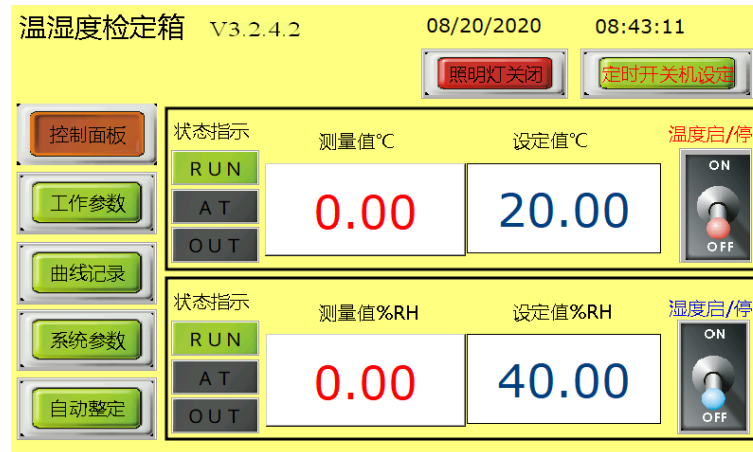 温湿度检定箱 V3.2.4.2 08/20/2020 08:43:11
照明灯关闭 定时开关机设定
控制面板
工作参数
曲线记录
系统参数
自动整定
状态指示 测量值℃ 设定值℃ 温度启/停
RUN
AT
OUT
0.00 20.00
ON
OFF
状态指示 测量值%RH 设定值%RH 湿度启/停
RUN
AT
OUT
0.00 40.00
ON
OFF